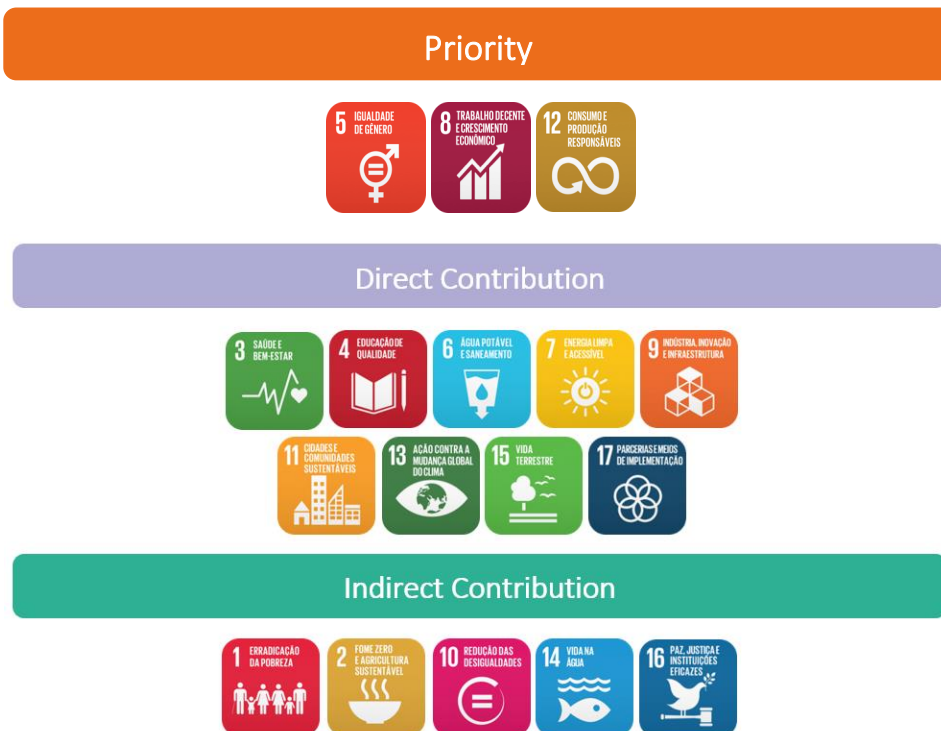 Priority
5 IGUALDADE
DE GÊNERO
8 TRABALHO DECENTE
E CRESCIMENTO
ECONÔMICO
12 CONSUMO E
PRODUÇÃO
RESPONSÁVEIS
Direct Contribution
3 SAÚDE E
BEM-ESTAR
4 EDUCAÇÃO DE
QUALIDADE
6 ÁGUA POTÁVEL
E SANEAMENTO
7 ENERGIA LIMPA
E ACESSÍVEL
9 INDÚSTRIA, INOVAÇÃO
E INFRAESTRUTURA
11 CIDADES E
COMUNIDADES
SUSTENTÁVEIS
13 AÇÃO CONTRA A
MUDANÇA GLOBAL
DO CLIMA
15 VIDA
TERRESTRE
17 PARCERIAS E MEIOS
DE IMPLEMENTAÇÃO
Indirect Contribution
1 ERRADICAÇÃO
DA POBREZA
2 FOME ZERO
E AGRICULTURA
SUSTENTÁVEL
10 REDUÇÃO DAS
DESIGUALDADES
14 VIDA NA
ÁGUA
16 PAZ, JUSTIÇA E
INSTITUIÇÕES
EFICAZES